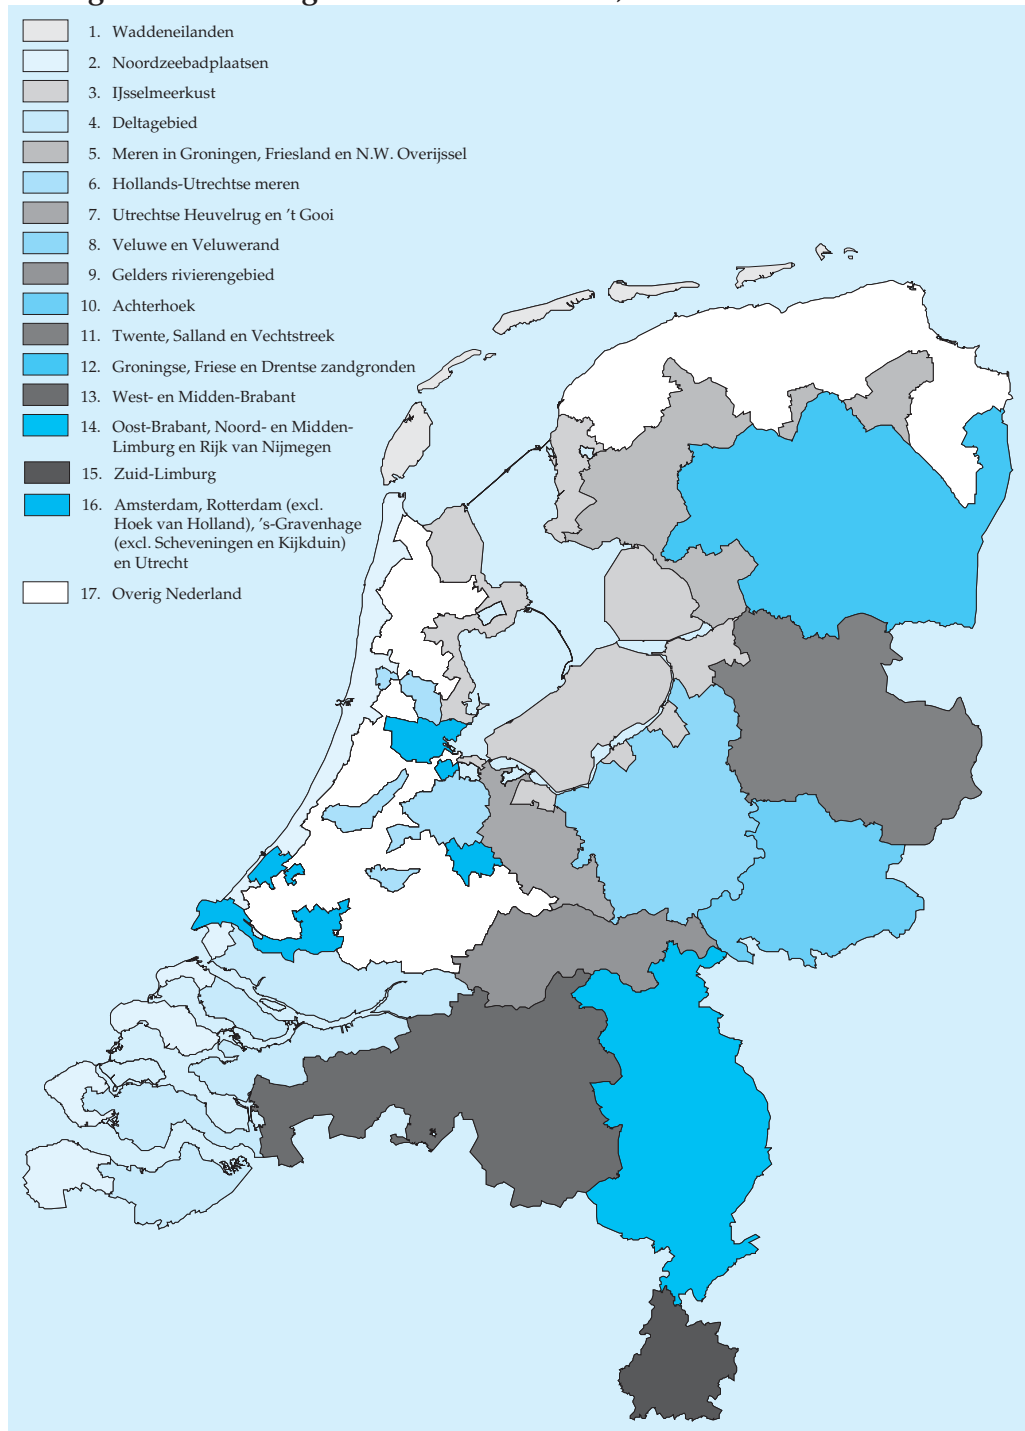 1. Waddeneilanden
2. Noordzeebadplaatsen
3. IJsselmeerkust
4. Deltagebied
5. Meren in Groningen, Friesland en N.W. Overijssel
6. Hollands-Utrechtse meren
7. Utrechtse Heuvelrug en ’t Gooi
8. Veluwe en Veluwerand
9. Gelders rivierengebied
10. Achterhoek
11. Twente, Salland en Vechtstreek
12. Groningse, Friese en Drentse zandgronden
13. West- en Midden-Brabant
14. Oost-Brabant, Noord- en Midden-
Limburg en Rijk van Nijmegen
15. Zuid-Limburg
16. Amsterdam, Rotterdam (excl.
Hoek van Holland), ’s-Gravenhage
(excl. Scheveningen en Kijkduin)
en Utrecht
17. Overig Nederland